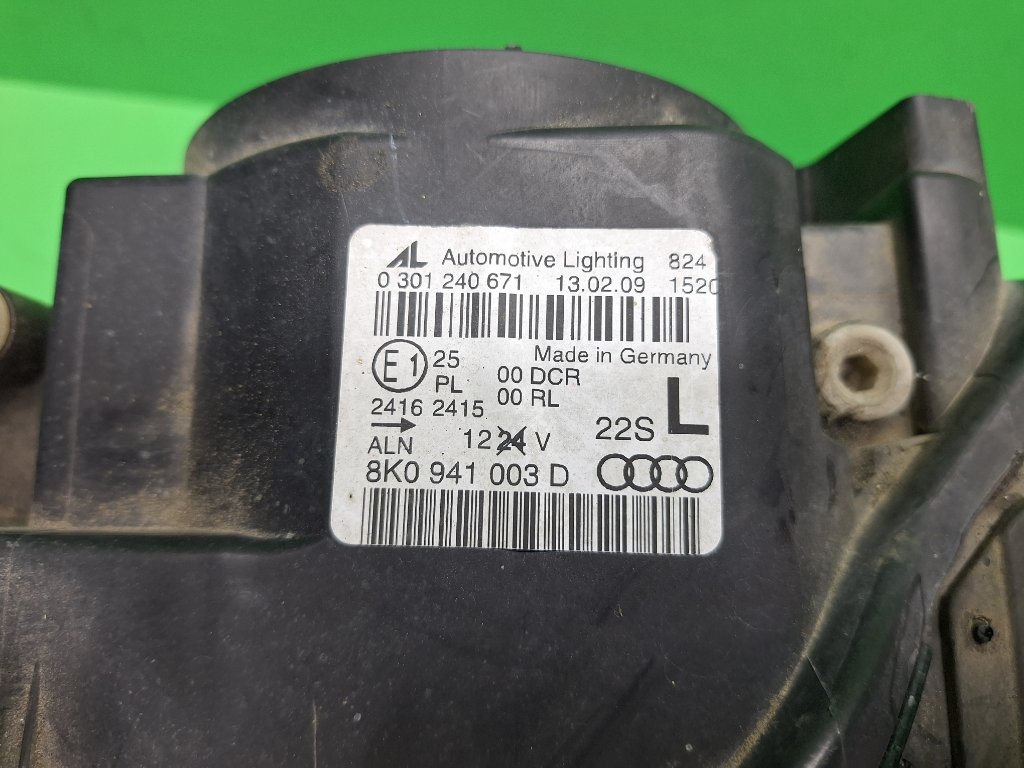 AL Automotive Lighting 824
0 301 240 671 13.02.09 1520
Made in Germany
E1 25 00 DCR
PL 00 RL
L
2416 2415
22S
ALN 12 24 V
8K0 941 003 D